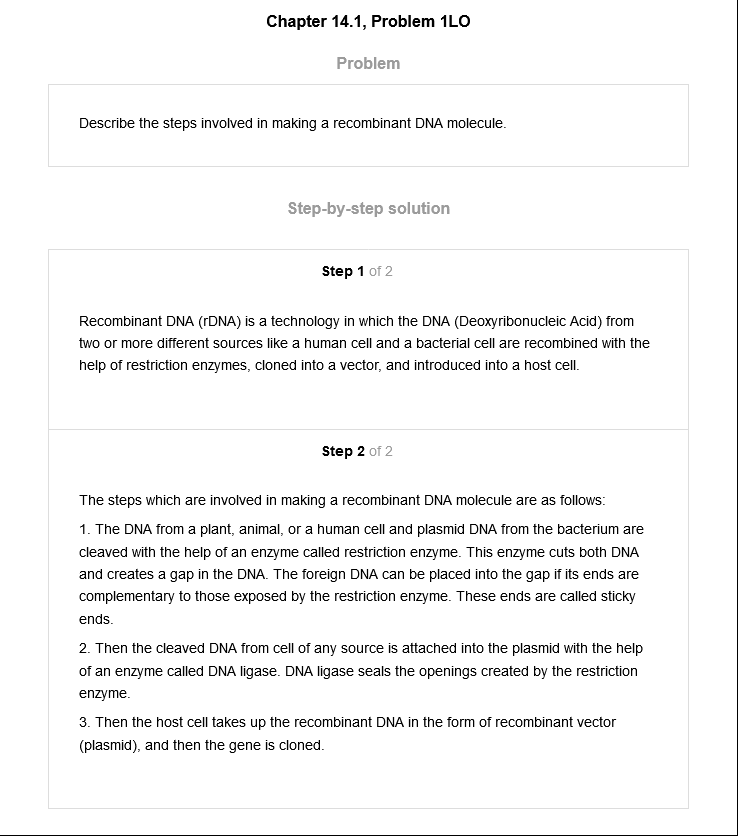 Chapter 14.1, Problem 1LO
Problem
Describe the steps involved in making a recombinant DNA molecule.
Step-by-step solution
Step 1 of 2
Recombinant DNA (rDNA) is a technology in which the DNA (Deoxyribonucleic Acid) from
two or more different sources like a human cell and a bacterial cell are recombined with the
help of restriction enzymes, cloned into a vector, and introduced into a host cell.
Step 2 of 2
The steps which are involved in making a recombinant DNA molecule are as follows:
1. The DNA from a plant, animal, or a human cell and plasmid DNA from the bacterium are
cleaved with the help of an enzyme called restriction enzyme. This enzyme cuts both DNA
and creates a gap in the DNA. The foreign DNA can be placed into the gap if its ends are
complementary to those exposed by the restriction enzyme. These ends are called sticky
ends.
2. Then the cleaved DNA from cell of any source is attached into the plasmid with the help
of an enzyme called DNA ligase. DNA ligase seals the openings created by the restriction
enzyme.
3. Then the host cell takes up the recombinant DNA in the form of recombinant vector
(plasmid), and then the gene is cloned.